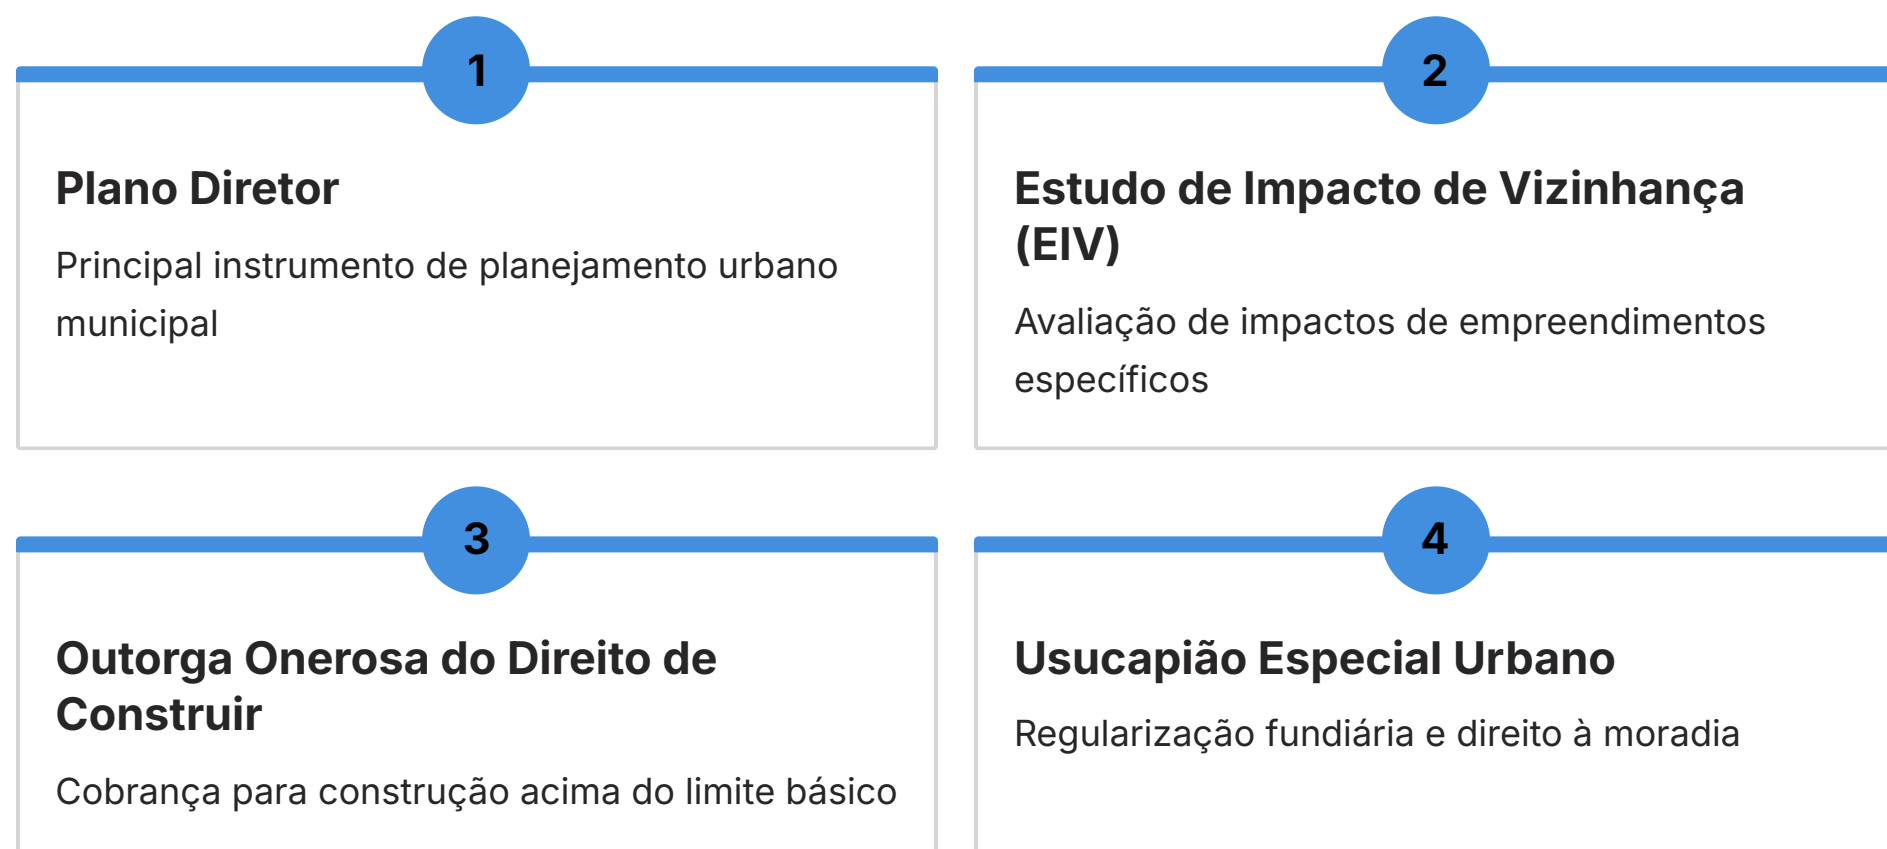 1
Plano Diretor
Principal instrumento de planejamento urbano
municipal
2
Estudo de Impacto de Vizinhança
(EIV)
Avaliação de impactos de empreendimentos
específicos
3
Outorga Onerosa do Direito de
Construir
Cobrança para construção acima do limite básico
4
Usucapião Especial Urbano
Regularização fundiária e direito à moradia